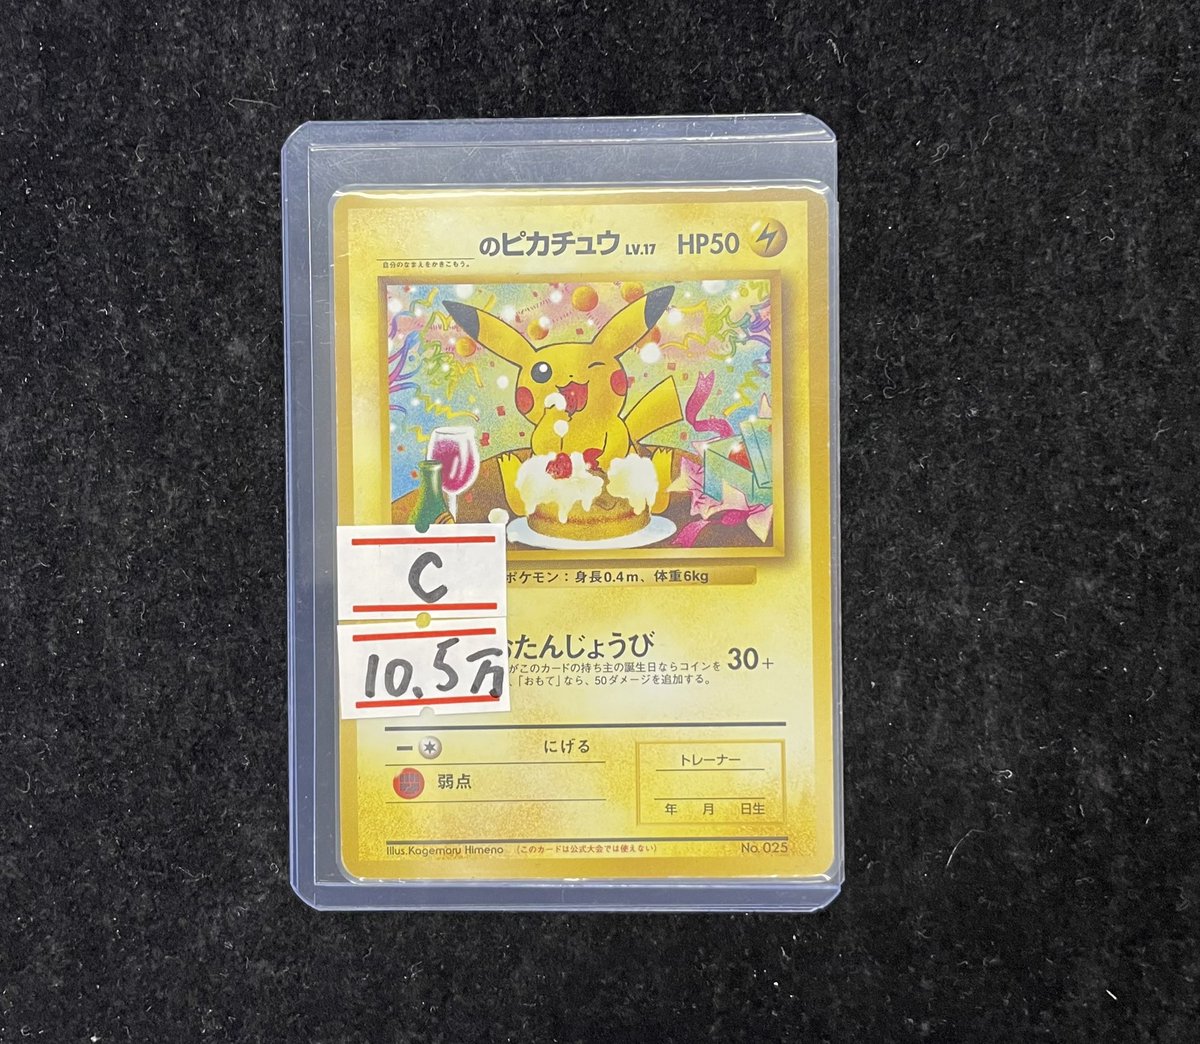 のピカチュウ LV.17 HP50
自分のなまえをかきこもう。
ポケモン：身長0.4m、体重6kg
C
たんじょうび 30+
がこのカードの持ち主の誕生日ならコインを
、「おもて」なら、50ダメージを追加する。
10.5万
にげる
弱点
トレーナー
年 月 日生
Illus.Kagemaru Himeno (このカードは公式大会では使えない) No.025